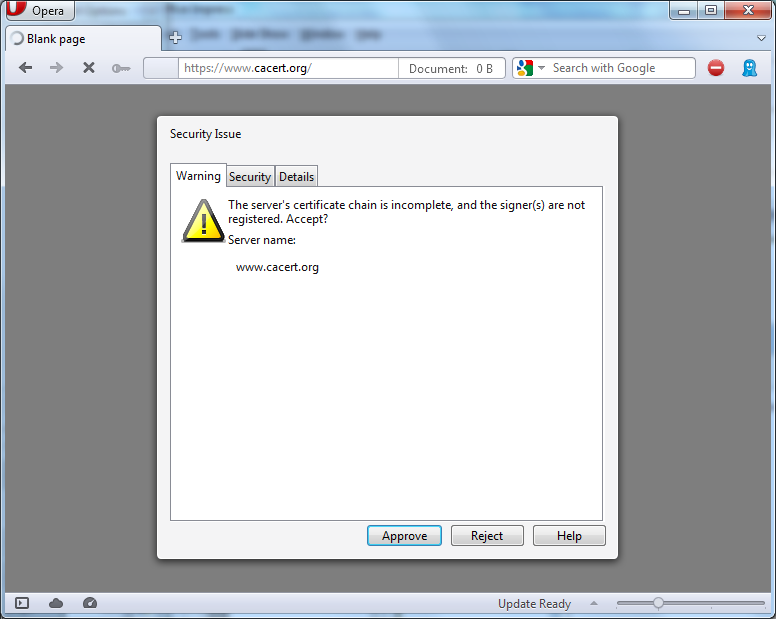 Opera
Blank page
https://www.cacert.org/
Document: 0 B
Search with Google
Security Issue
Warning
Security
Details
The server's certificate chain is incomplete, and the signer(s) are not
registered. Accept?
Server name:
www.cacert.org
Approve
Reject
Help
Update Ready